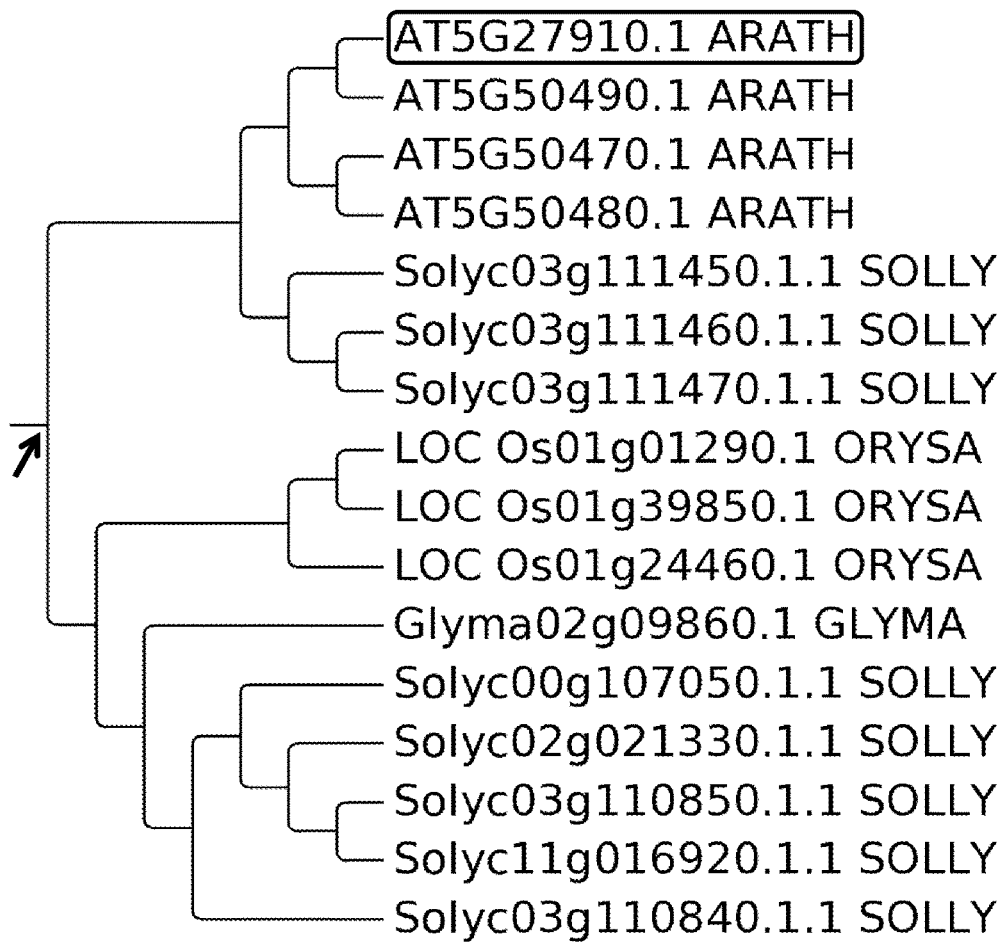 AT5G27910.1 ARATH
AT5G50490.1 ARATH
AT5G50470.1 ARATH
AT5G50480.1 ARATH
Solyc03g111450.1.1 SOLLY
Solyc03g111460.1.1 SOLLY
Solyc03g111470.1.1 SOLLY
LOC Os01g01290.1 ORYSA
LOC Os01g39850.1 ORYSA
LOC Os01g24460.1 ORYSA
Glyma02g09860.1 GLYMA
Solyc00g107050.1.1 SOLLY
Solyc02g021330.1.1 SOLLY
Solyc03g110850.1.1 SOLLY
Solyc11g016920.1.1 SOLLY
Solyc03g110840.1.1 SOLLY